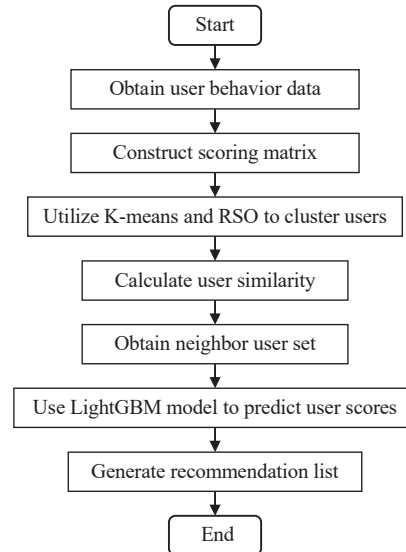 Start
Obtain user behavior data
Construct scoring matrix
Utilize K-means and RSO to cluster users
Calculate user similarity
Obtain neighbor user set
Use LightGBM model to predict user scores
Generate recommendation list
End